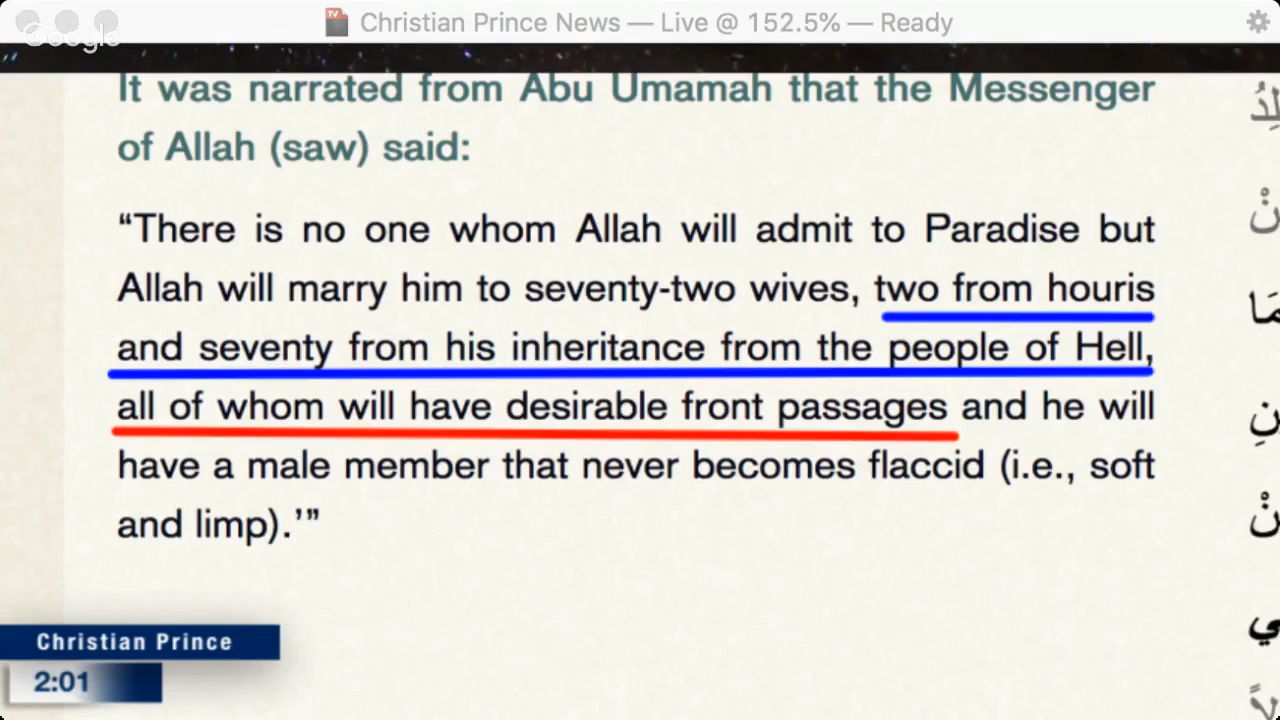 Christian Prince News — Live @ 152.5% — Ready
Google
It was narrated from Abu Umamah that the Messenger
of Allah (saw) said:
“There is no one whom Allah will admit to Paradise but
Allah will marry him to seventy-two wives, two from houris
and seventy from his inheritance from the people of Hell,
all of whom will have desirable front passages and he will
have a male member that never becomes flaccid (i.e., soft
and limp).’”
Christian Prince
2:01